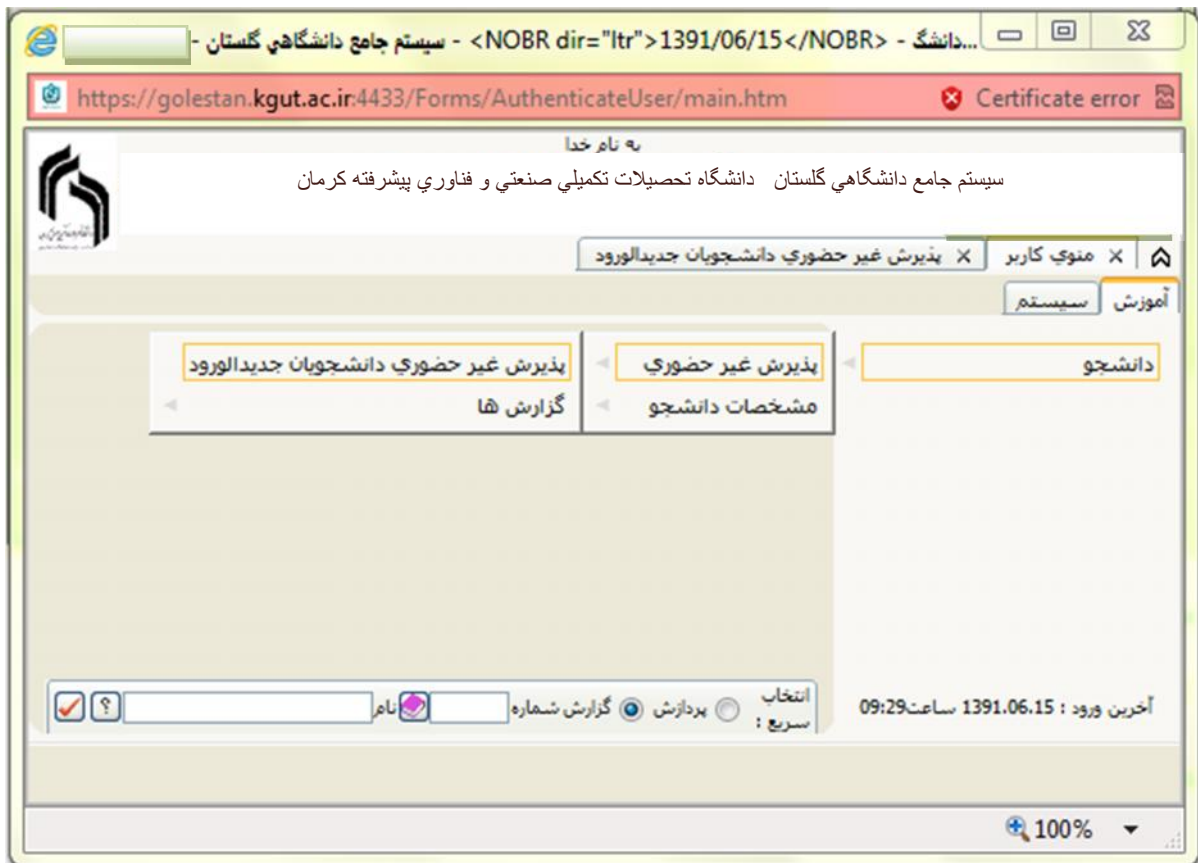 ...دانشگ - <NOBR dir="ltr">1391/06/15</NOBR> - سيستم جامع دانشگاهي گلستان -
https://golestan.kgut.ac.ir:4433/Forms/AuthenticateUser/main.htm Certificate error
به نام خدا
سيستم جامع دانشگاهي گلستان دانشگاه تحصيلات تكميلي صنعتي و فناوري پيشرفته كرمان
منوي كاربر X پذيرش غير حضوري دانشجويان جديدالورود X
آموزش سيستم
دانشجو پذيرش غير حضوري پذيرش غير حضوري دانشجويان جديدالورود
مشخصات دانشجو گزارش ها
آخرين ورود : 1391.06.15 ساعت09:29
انتخاب سريع : پردازش گزارش شماره نام ؟
100%